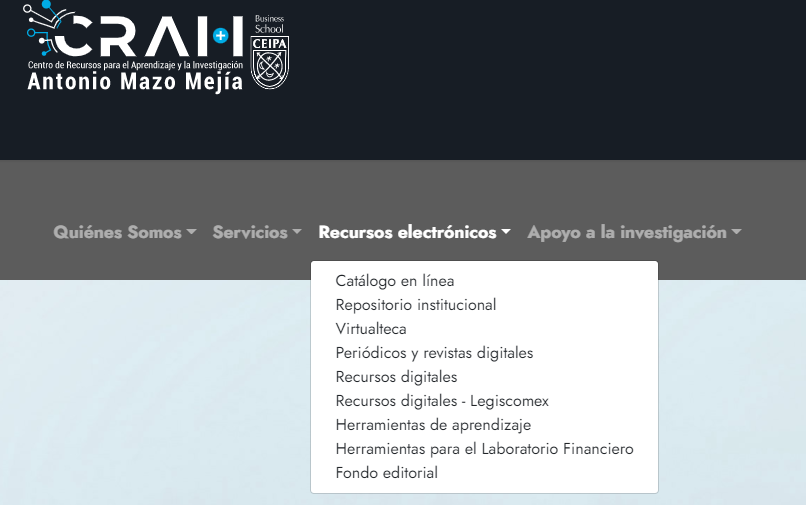 CRAI+I
Business
School
CEIPA
Centro de Recursos para el Aprendizaje y la Investigación
Antonio Mazo Mejía
Quiénes Somos Servicios Recursos electrónicos Apoyo a la investigación
Catálogo en línea
Repositorio institucional
Virtualteca
Periódicos y revistas digitales
Recursos digitales
Recursos digitales - Legiscomex
Herramientas de aprendizaje
Herramientas para el Laboratorio Financiero
Fondo editorial